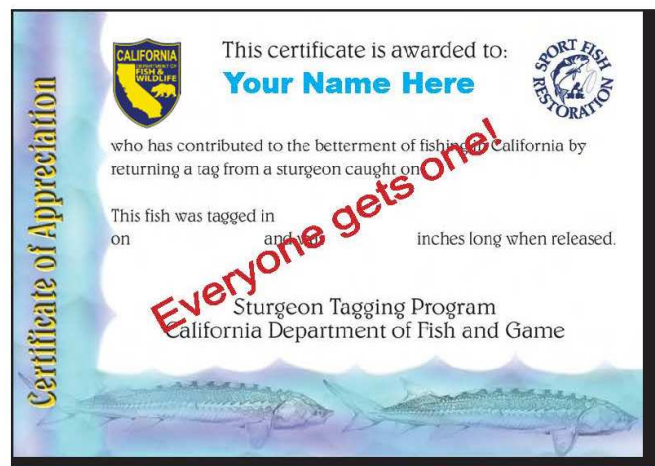 Certificate of Appreciation
CALIFORNIA
DEPARTMENT OF
FISH &
WILDLIFE
This certificate is awarded to:
Your Name Here
SPORT FISH
RESTORATION
who has contributed to the betterment of fishing in California by
returning a tag from a sturgeon caught on
Everyone gets one!
This fish was tagged in
on and was inches long when released.
Sturgeon Tagging Program
California Department of Fish and Game